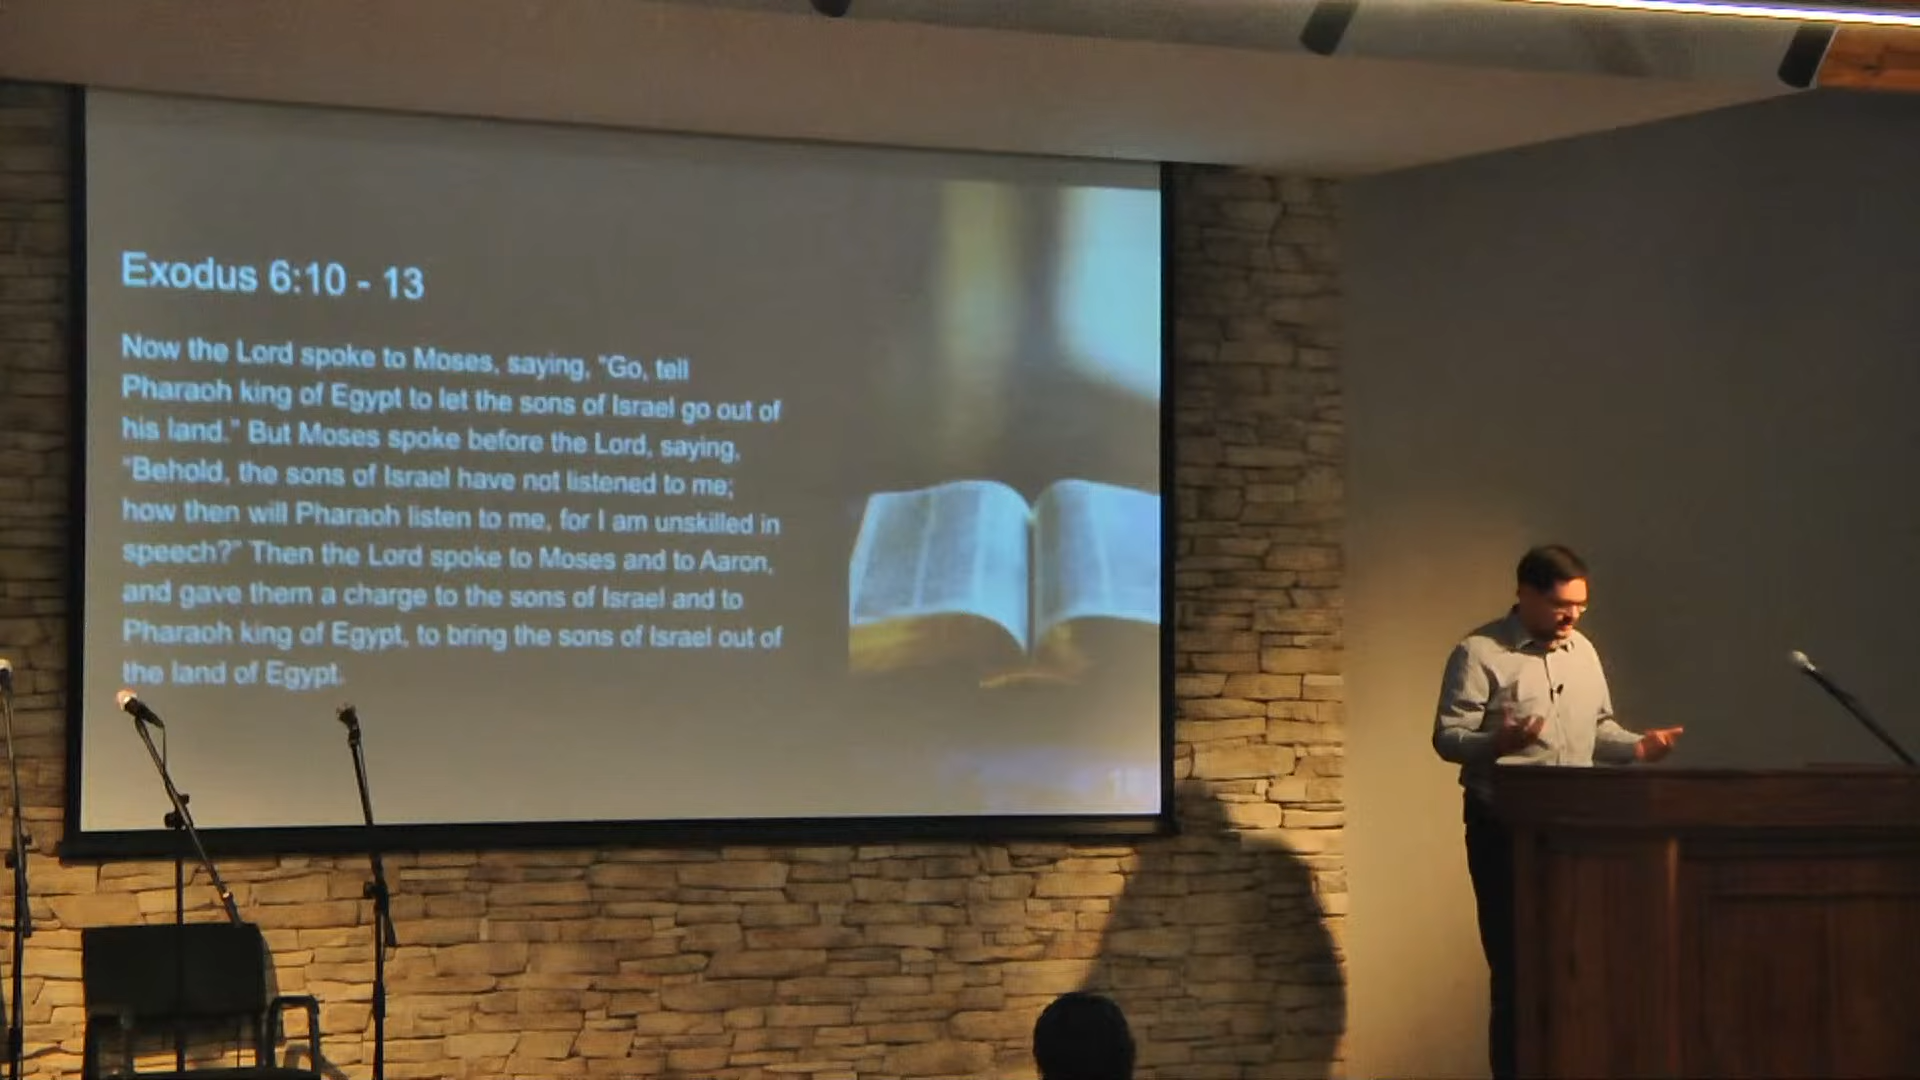 Exodus 6:10 - 13
Now the Lord spoke to Moses, saying, “Go, tell
Pharaoh king of Egypt to let the sons of Israel go out of
his land.” But Moses spoke before the Lord, saying,
“Behold, the sons of Israel have not listened to me;
how then will Pharaoh listen to me, for I am unskilled in
speech?” Then the Lord spoke to Moses and to Aaron,
and gave them a charge to the sons of Israel and to
Pharaoh king of Egypt, to bring the sons of Israel out of
the land of Egypt.